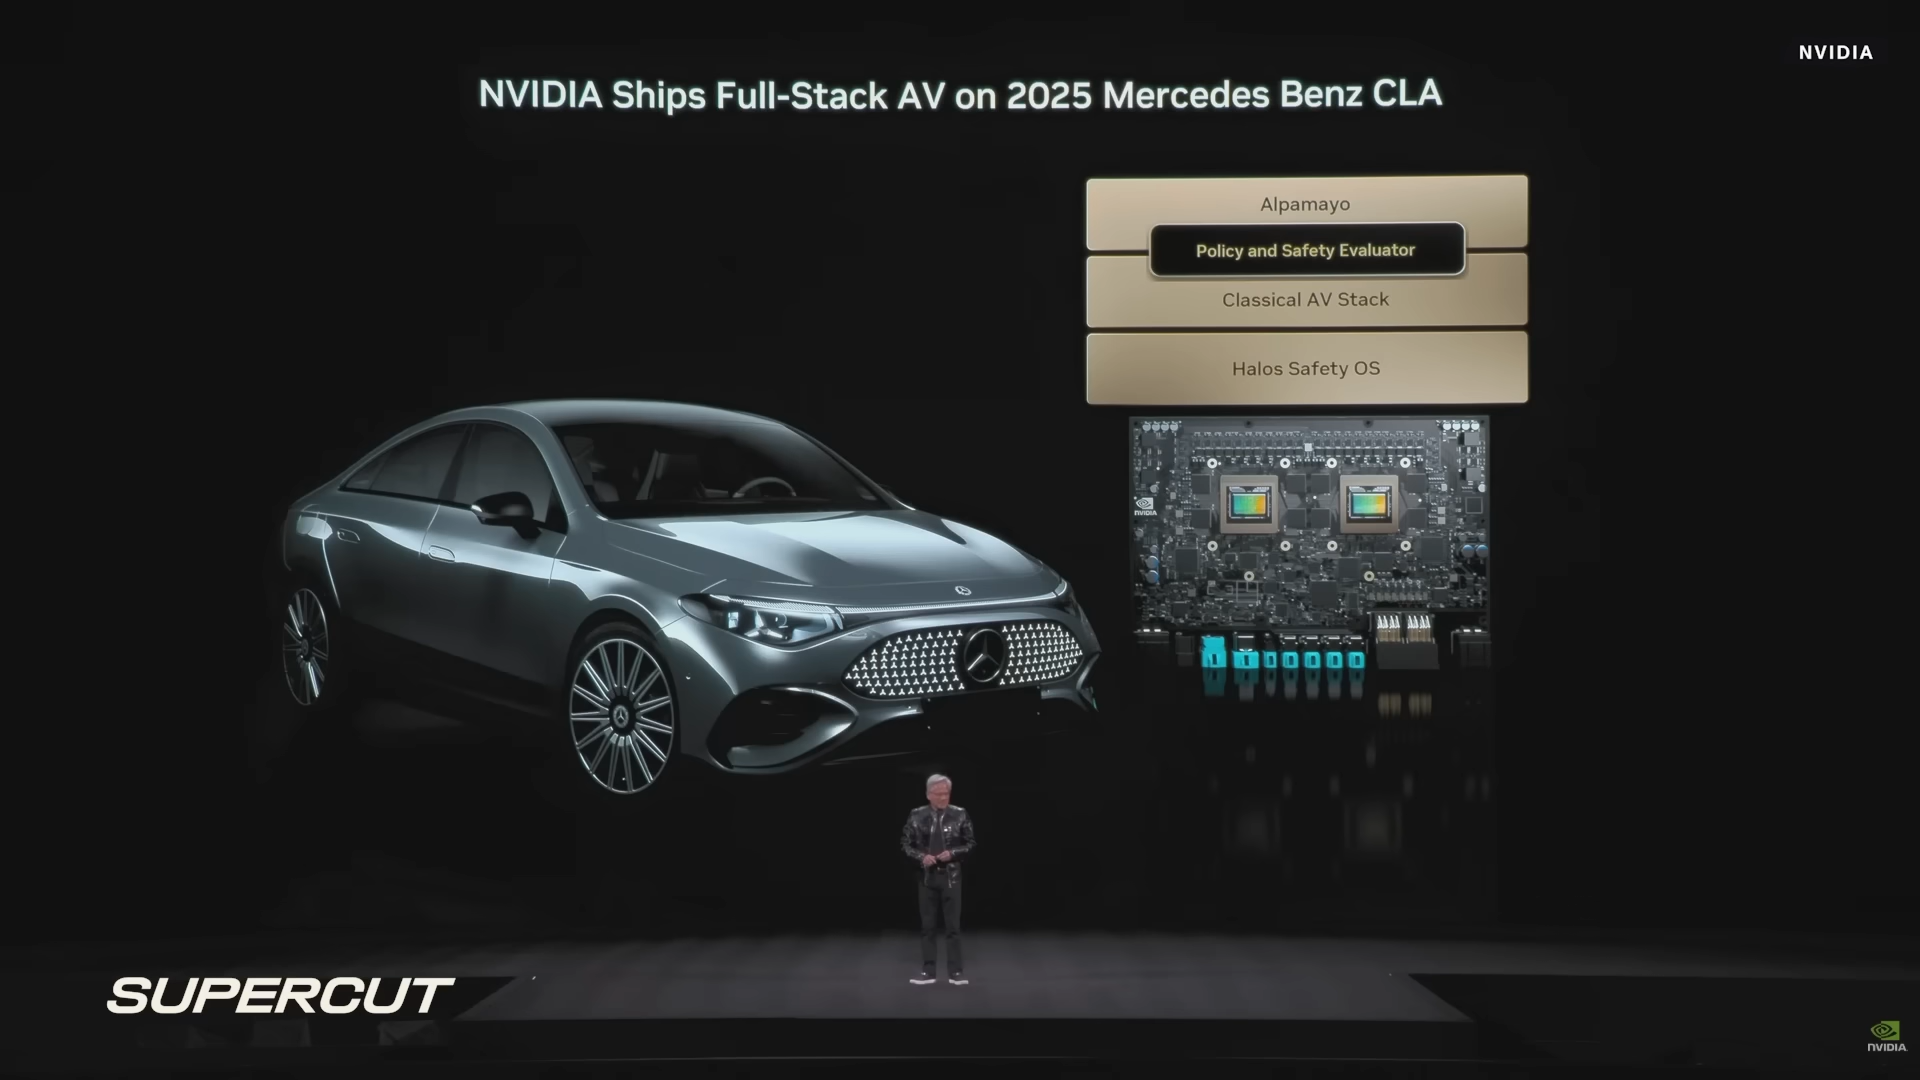 NVIDIA
NVIDIA Ships Full-Stack AV on 2025 Mercedes Benz CLA
Alpamayo
Policy and Safety Evaluator
Classical AV Stack
Halos Safety OS
NVIDIA
SUPERCUT
NVIDIA